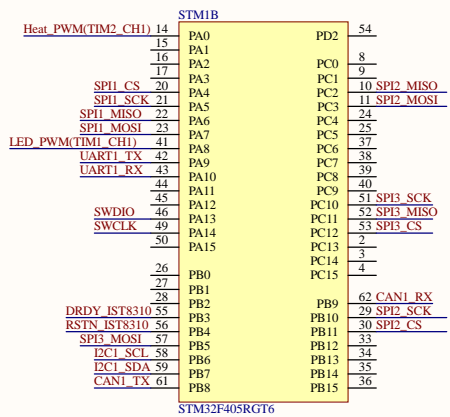 STM1B
Heat_PWM(TIM2_CH1) 14 PA0 PD2 54
15 PA1
16 PA2 PC0 8
17 PA3 PC1 9
SPI1_CS 20 PA4 PC2 10 SPI2_MISO
SPI1_SCK 21 PA5 PC3 11 SPI2_MOSI
SPI1_MISO 22 PA6 PC4 24
SPI1_MOSI 23 PA7 PC5 25
LED_PWM(TIM1_CH1) 41 PA8 PC6 37
UART1_TX 42 PA9 PC7 38
UART1_RX 43 PA10 PC8 39
44 PA11 PC9 40
45 PA12 PC10 51 SPI3_SCK
SWDIO 46 PA13 PC11 52 SPI3_MISO
SWCLK 49 PA14 PC12 53 SPI3_CS
50 PA15 PC13 2
PC14 3
26 PB0 PC15 4
27 PB1
28 PB2 PB9 62 CAN1_RX
DRDY_IST8310 55 PB3 PB10 29 SPI2_SCK
RSTN_IST8310 56 PB4 PB11 30 SPI2_CS
SPI3_MOSI 57 PB5 PB12 33
I2C1_SCL 58 PB6 PB13 34
I2C1_SDA 59 PB7 PB14 35
CAN1_TX 61 PB8 PB15 36
STM32F405RGT6